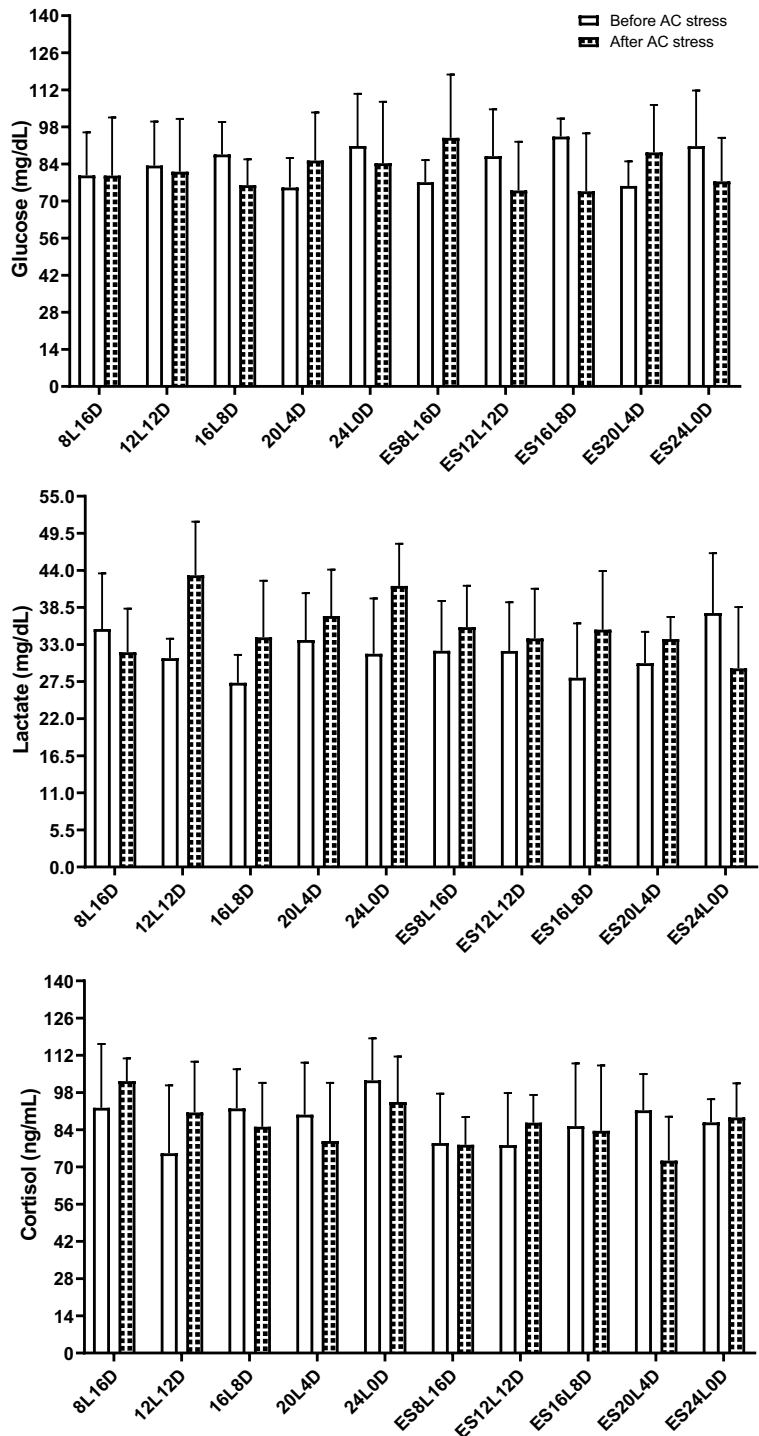 Before AC stress
After AC stress
Glucose (mg/dL)
140
126
112
98
84
70
56
42
28
14
0
8L16D
12L12D
16L8D
20L4D
24L0D
ES8L16D
ES12L12D
ES16L8D
ES20L4D
ES24L0D
Lactate (mg/dL)
55.0
49.5
44.0
38.5
33.0
27.5
22.0
16.5
11.0
5.5
0.0
8L16D
12L12D
16L8D
20L4D
24L0D
ES8L16D
ES12L12D
ES16L8D
ES20L4D
ES24L0D
Cortisol (ng/mL)
140
126
112
98
84
70
56
42
28
14
0
8L16D
12L12D
16L8D
20L4D
24L0D
ES8L16D
ES12L12D
ES16L8D
ES20L4D
ES24L0D